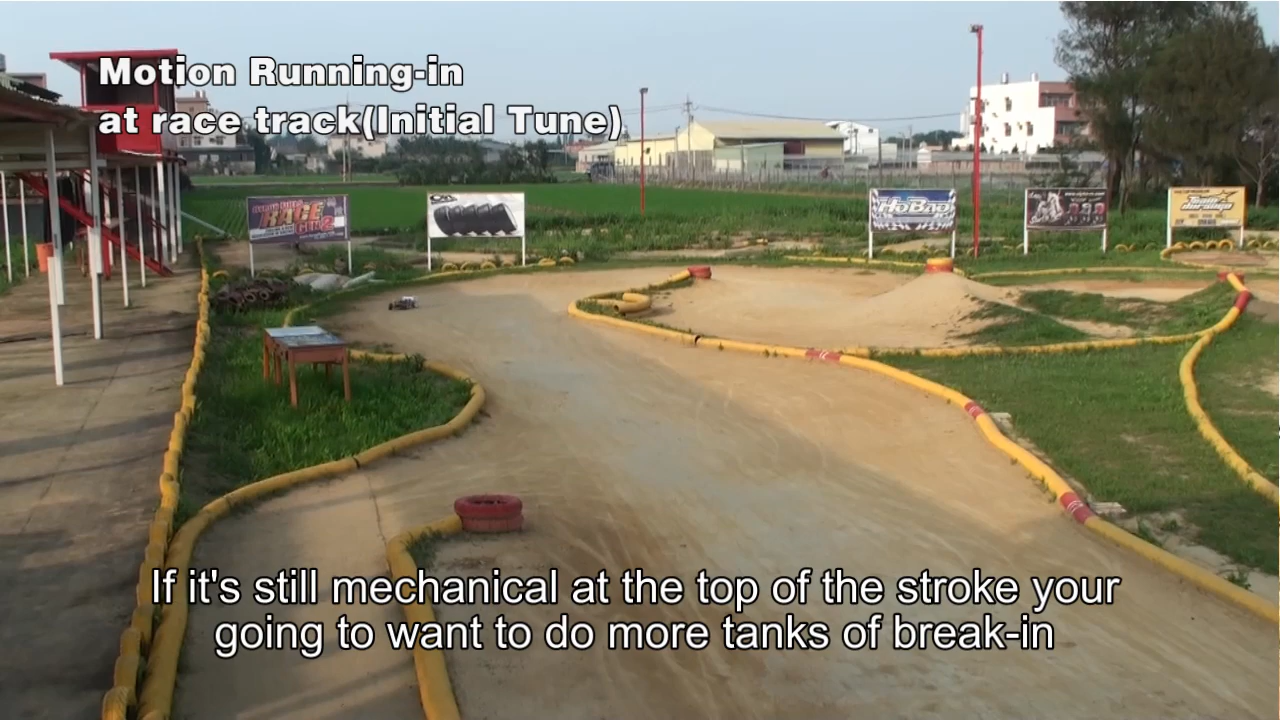 Motion Running-in
at race track(Initial Tune)
RACE
HoBao
If it's still mechanical at the top of the stroke your
going to want to do more tanks of break-in